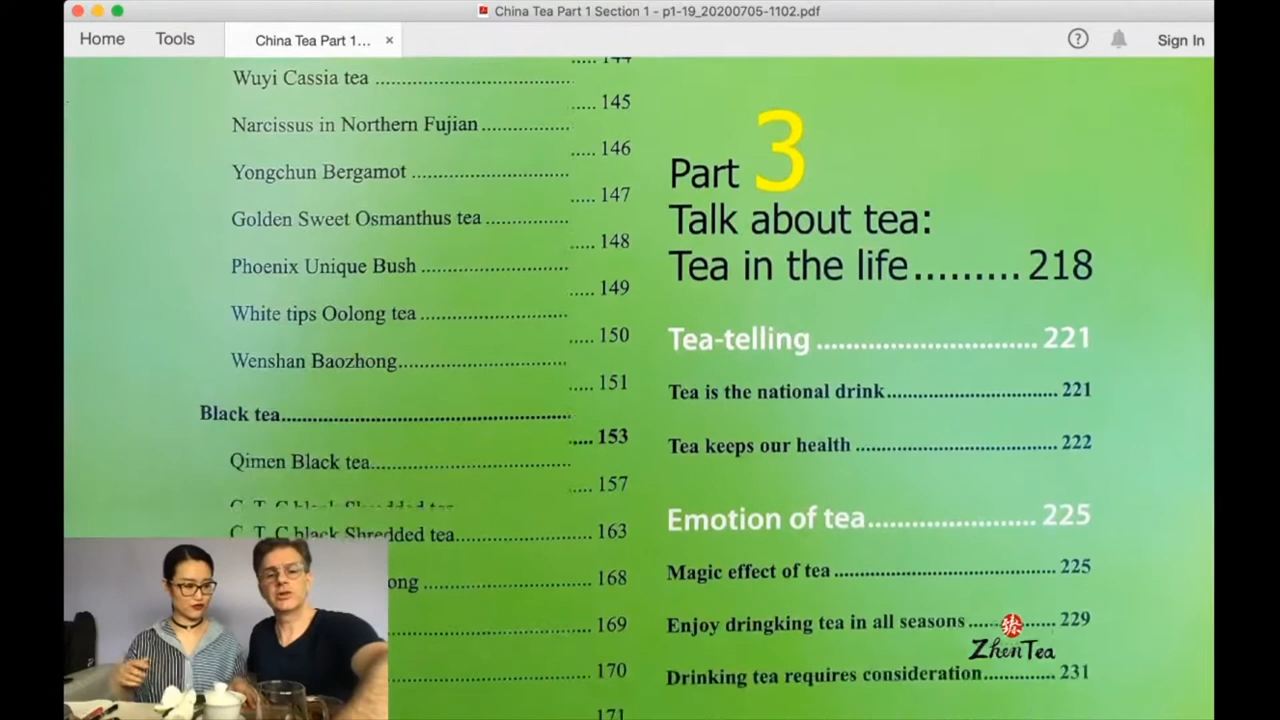 China Tea Part 1 Section 1 - p1-19_20200705-1102.pdf
Home Tools China Tea Part 1... × ? Sign In
..... 144
Wuyi Cassia tea ..............................
..... 145
Narcissus in Northern Fujian ..............
..... 146
Yongchun Bergamot .........................
..... 147
Golden Sweet Osmanthus tea .............
..... 148
Phoenix Unique Bush ........................
..... 149
White tips Oolong tea ........................
..... 150
Wenshan Baozhong............................
..... 151
Black tea..............................................
..... 153
Qimen Black tea.................................
..... 157
C. T. C black Shredded tea
C. T. C black Shredded tea...................... 163
ong .......................... 168
.......................... 169
.......................... 170
171
Part 3
Talk about tea:
Tea in the life......... 218
Tea-telling .............................. 221
Tea is the national drink.............................. 221
Tea keeps our health ................................... 222
Emotion of tea....................... 225
Magic effect of tea ...................................... 225
Enjoy dringking tea in all seasons ............... 229
Drinking tea requires consideration............ 231
ZhenTea